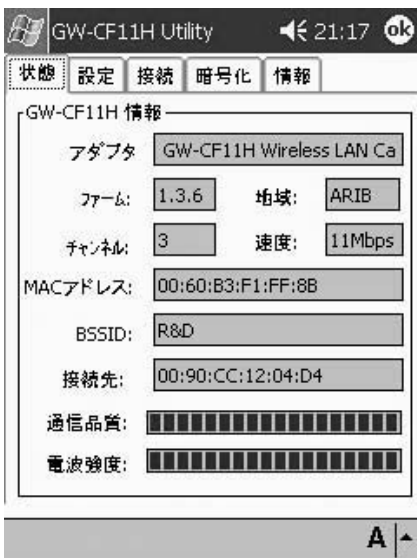 GW-CF11H Utility 21:17 ok
状態 設定 接続 暗号化 情報
GW-CF11H 情報
アダプタ GW-CF11H Wireless LAN Ca
ファーム: 1.3.6 地域: ARIB
チャンネル: 3 速度: 11Mbps
MACアドレス: 00:60:B3:F1:FF:8B
BSSID: R&D
接続先: 00:90:CC:12:04:D4
通信品質:
電波強度:
A